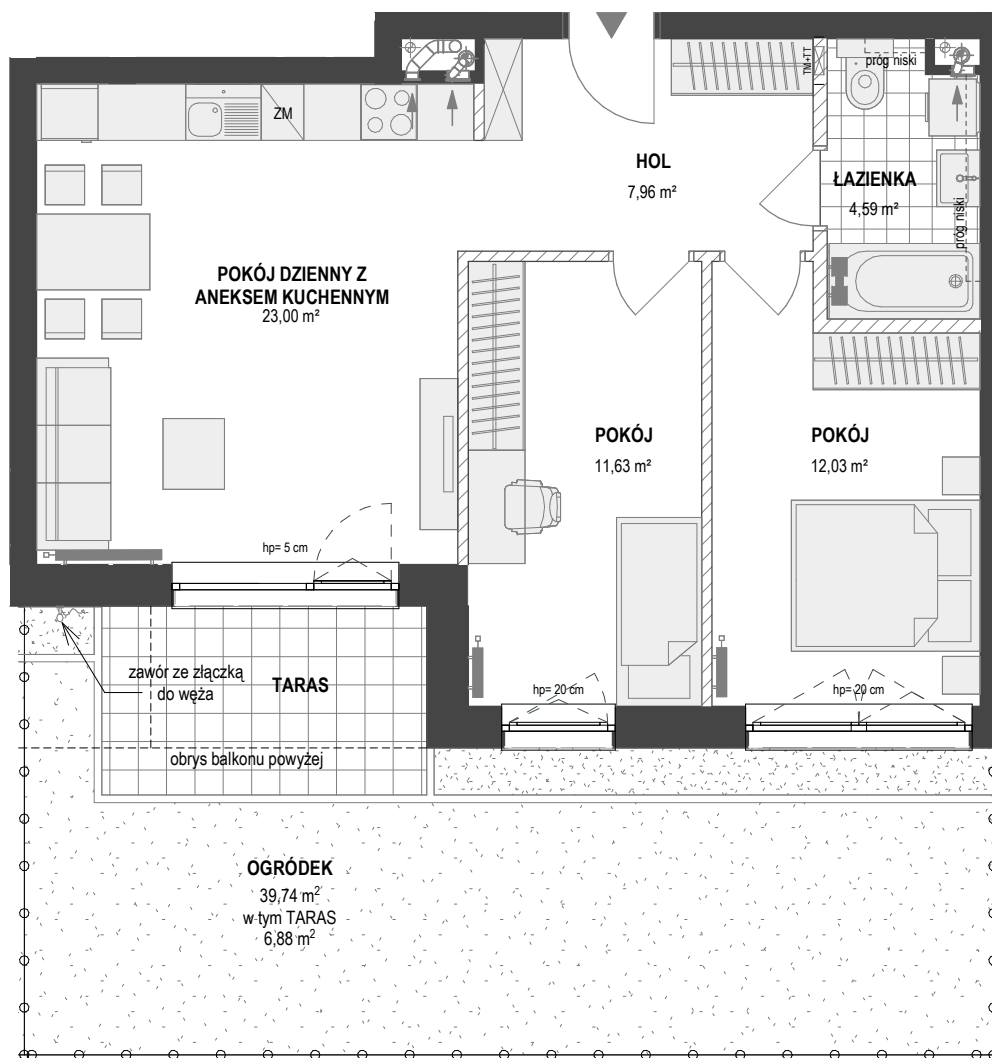 próg niski
TM+TT
ZM
HOL
7,96 m²
ŁAZIENKA
4,59 m²
próg niski
POKÓJ DZIENNY Z
ANEKSEM KUCHENNYM
23,00 m²
POKÓJ
11,63 m²
POKÓJ
12,03 m²
hp= 5 cm
zawór ze złączką
do węża
TARAS
hp= 20 cm
hp= 20 cm
obrys balkonu powyżej
OGRÓDEK
39,74 m²
w tym TARAS
6,88 m²